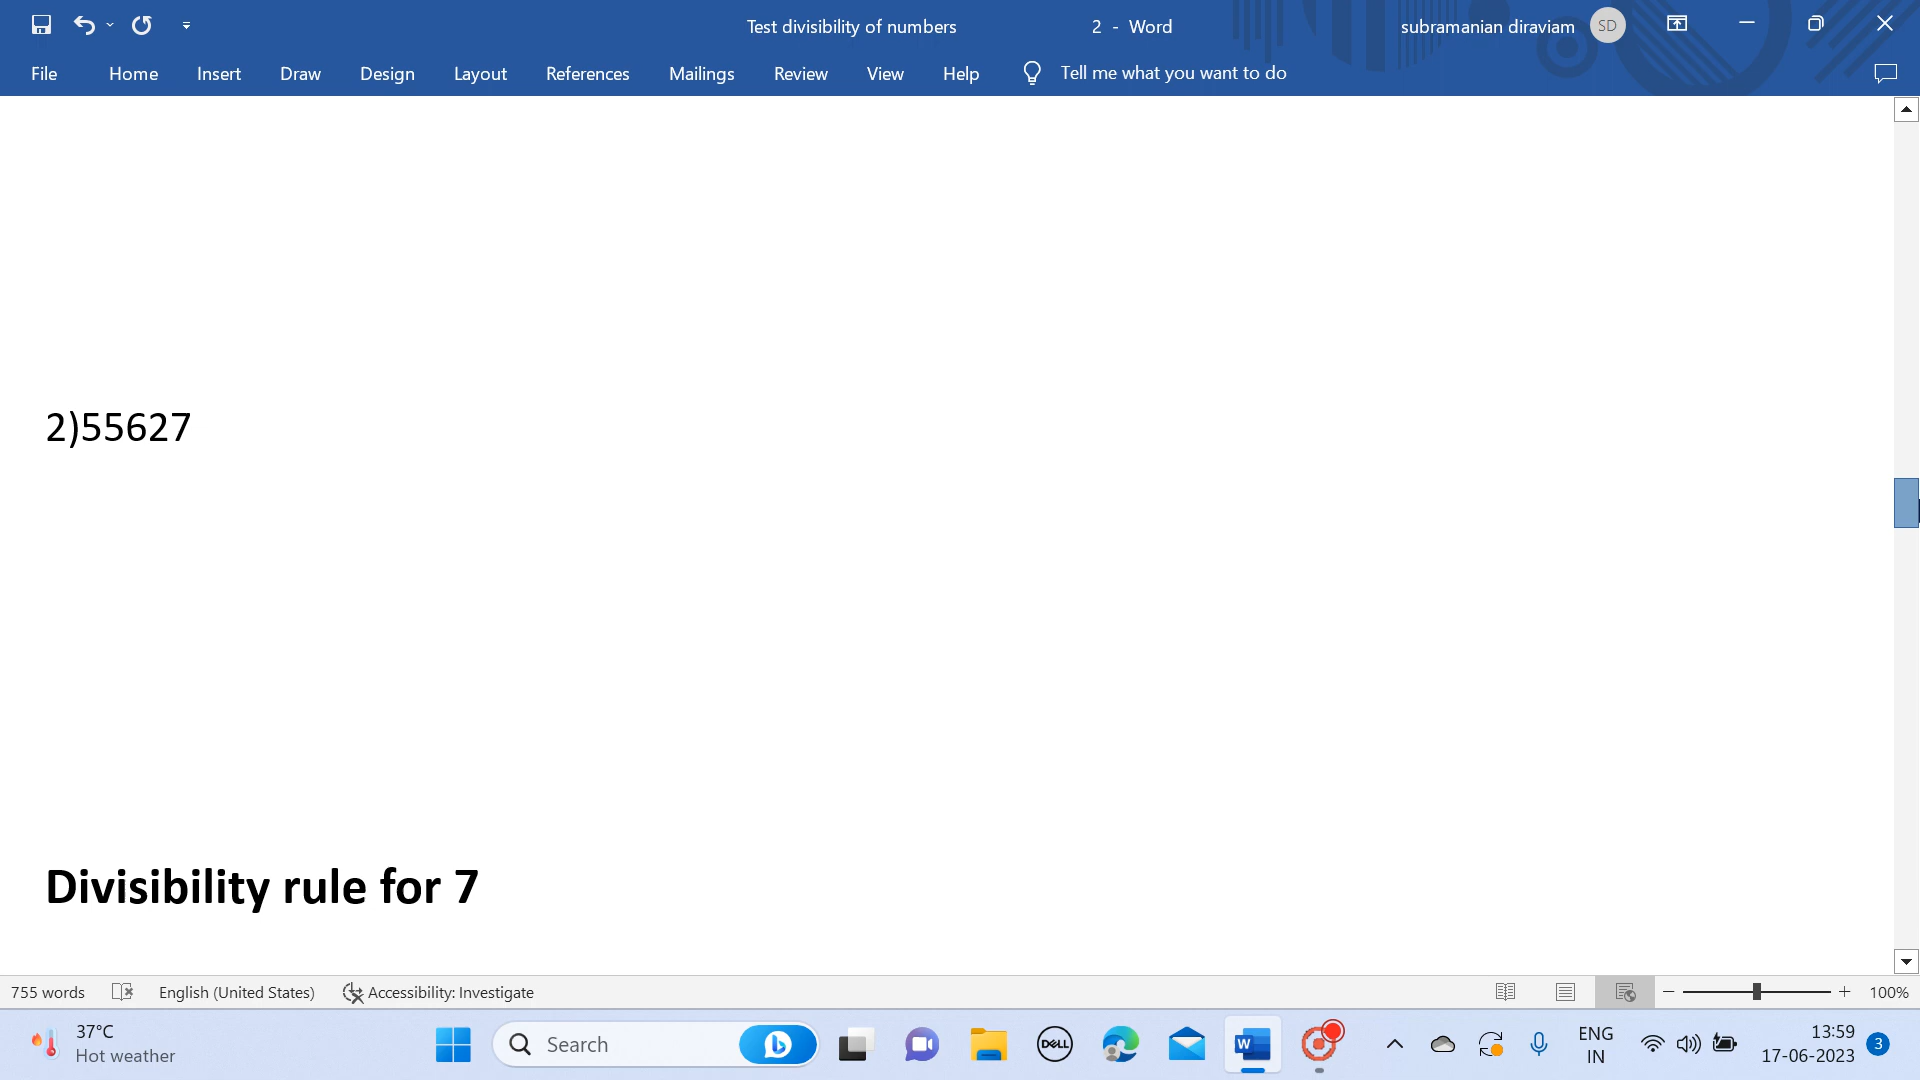 Test divisibility of numbers 2 - Word
subramanian diraviam SD
File Home Insert Draw Design Layout References Mailings Review View Help Tell me what you want to do
2)55627
Divisibility rule for 7
755 words English (United States) Accessibility: Investigate 100%
37°C
Hot weather
Search
DELL
W
ENG
IN
13:59
17-06-2023
3